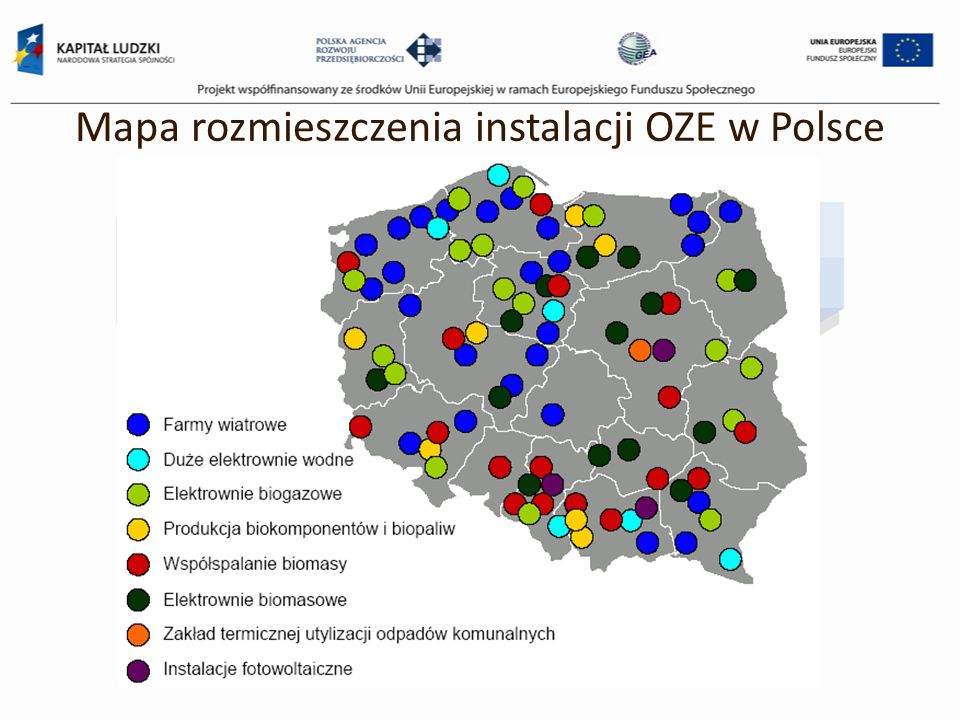 KAPITAŁ LUDZKI
NARODOWA STRATEGIA SPÓJNOŚCI
POLSKA AGENCJA
ROZWOJU
PRZEDSIĘBIORCZOŚCI
GEA
UNIA EUROPEJSKA
EUROPEJSKI
FUNDUSZ SPOŁECZNY
Projekt współfinansowany ze środków Unii Europejskiej w ramach Europejskiego Funduszu Społecznego
Mapa rozmieszczenia instalacji OZE w Polsce
Farmy wiatrowe
Duże elektrownie wodne
Elektrownie biogazowe
Produkcja biokomponentów i biopaliw
Współspalanie biomasy
Elektrownie biomasowe
Zakład termicznej utylizacji odpadów komunalnych
Instalacje fotowoltaiczne